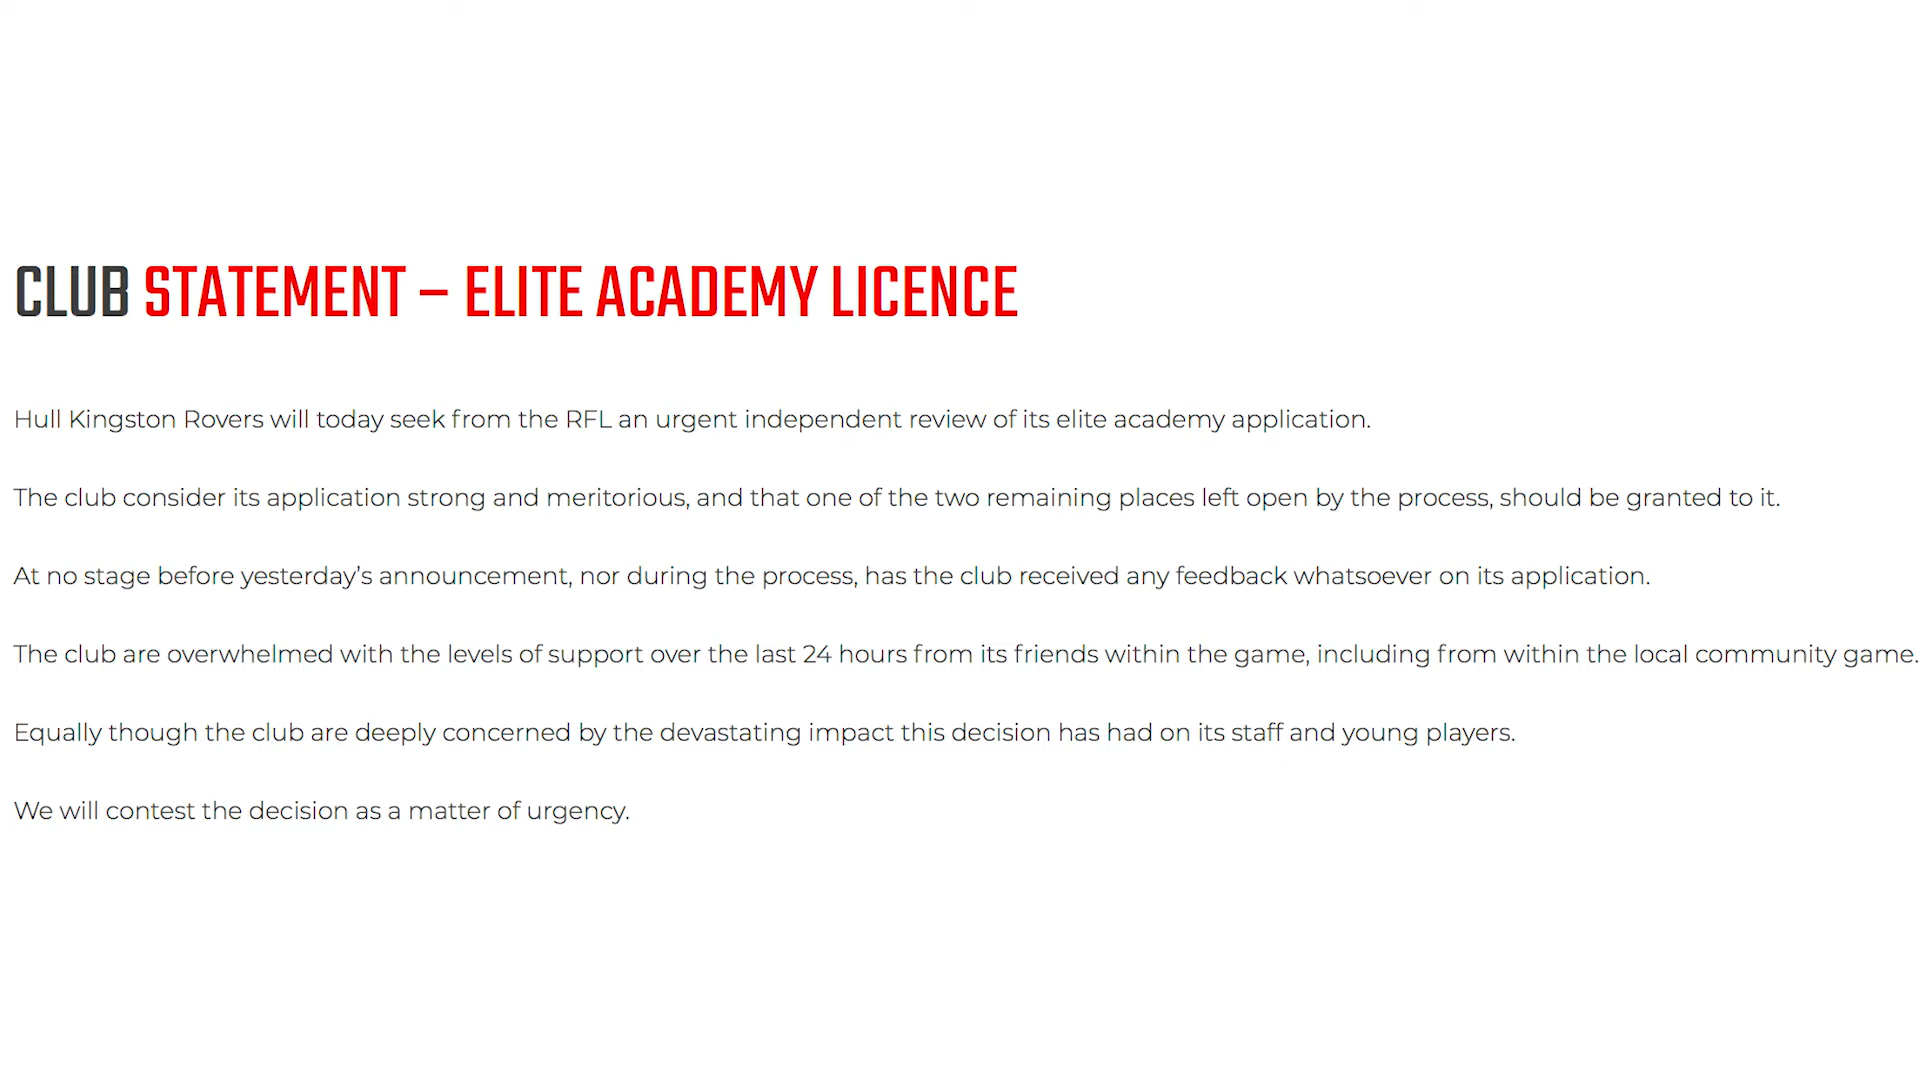 CLUB STATEMENT – ELITE ACADEMY LICENCE
Hull Kingston Rovers will today seek from the RFL an urgent independent review of its elite academy application.
The club consider its application strong and meritorious, and that one of the two remaining places left open by the process, should be granted to it.
At no stage before yesterday’s announcement, nor during the process, has the club received any feedback whatsoever on its application.
The club are overwhelmed with the levels of support over the last 24 hours from its friends within the game, including from within the local community game.
Equally though the club are deeply concerned by the devastating impact this decision has had on its staff and young players.
We will contest the decision as a matter of urgency.